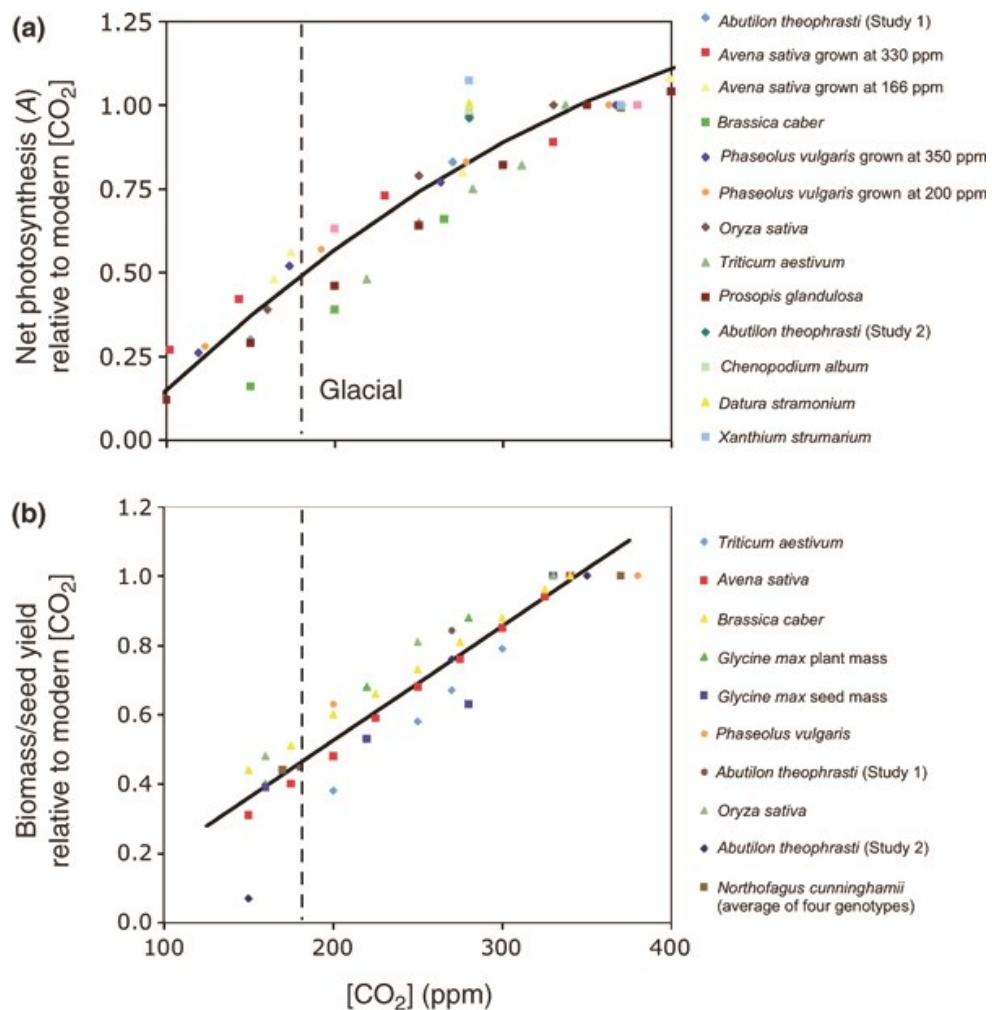 (a)
1.25
1.00
0.75
0.50
0.25
0.00
Net photosynthesis (A)
relative to modern [CO₂]
Glacial
Abutilon theophrasti (Study 1)
Avena sativa grown at 330 ppm
Avena sativa grown at 166 ppm
Brassica caber
Phaseolus vulgaris grown at 350 ppm
Phaseolus vulgaris grown at 200 ppm
Oryza sativa
Triticum aestivum
Prosopis glandulosa
Abutilon theophrasti (Study 2)
Chenopodium album
Datura stramonium
Xanthium strumarium
200
300
400
(b)
1.2
1.0
0.8
0.6
0.4
0.2
0.0
Biomass/seed yield
relative to modern [CO₂]
Triticum aestivum
Avena sativa
Brassica caber
Glycine max plant mass
Glycine max seed mass
Phaseolus vulgaris
Abutilon theophrasti (Study 1)
Oryza sativa
Abutilon theophrasti (Study 2)
Northofagus cunninghamii
(average of four genotypes)
100
200
300
400
[CO₂] (ppm)